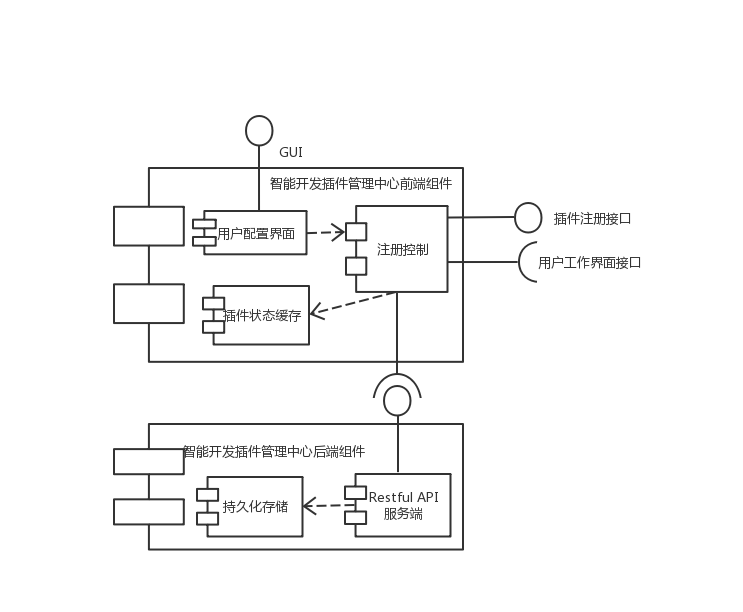 GUI
智能开发插件管理中心前端组件
用户配置界面
注册控制
插件注册接口
用户工作界面接口
插件状态缓存
智能开发插件管理中心后端组件
持久化存储
Restful API
服务端